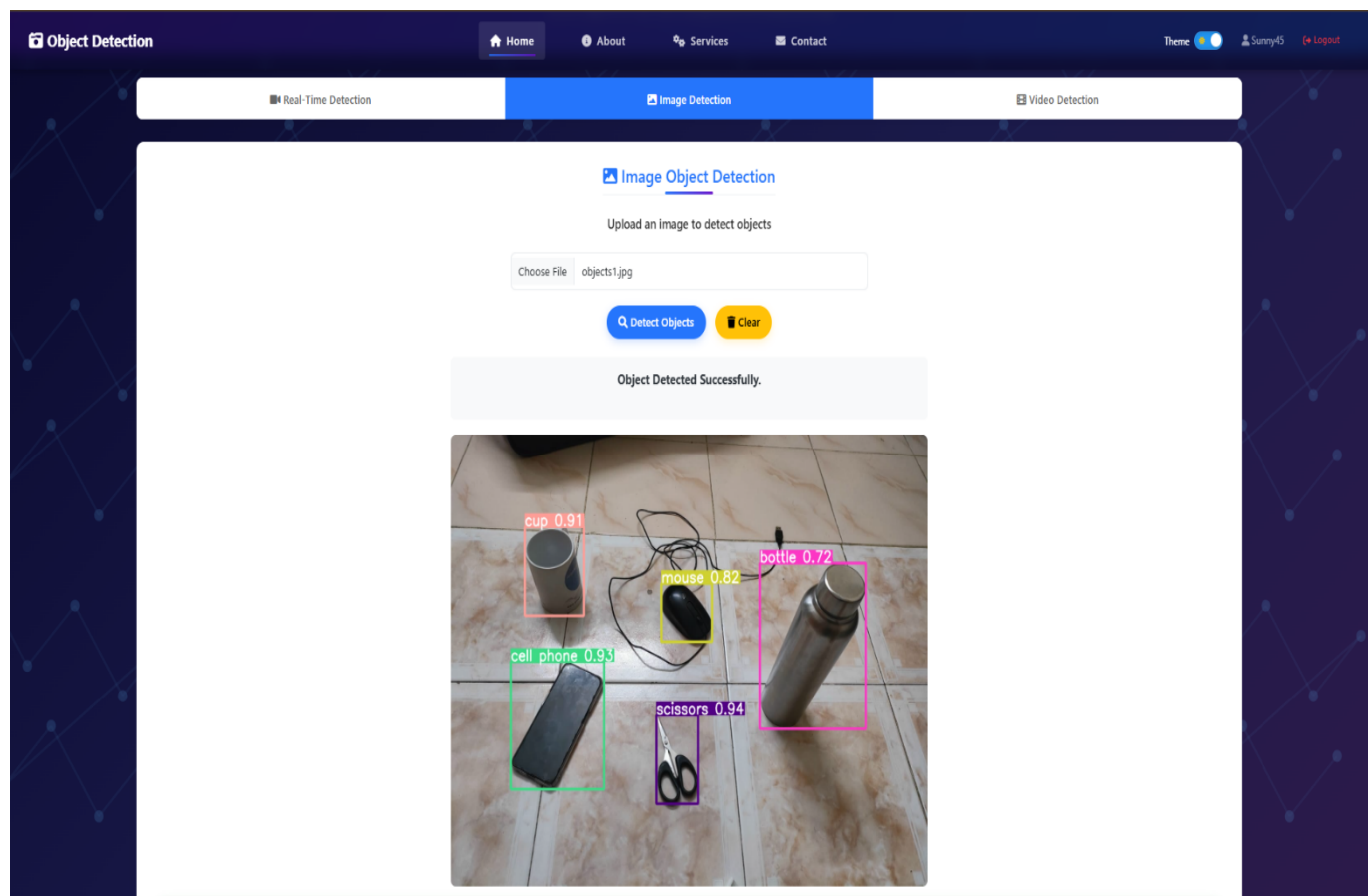 Object Detection
Home About Services Contact
Theme Sunny45 Logout
Real-Time Detection Image Detection Video Detection
Image Object Detection
Upload an image to detect objects
Choose File objects1.jpg
Detect Objects Clear
Object Detected Successfully.
cup 0.91
bottle 0.72
mouse 0.82
cell phone 0.93
scissors 0.94